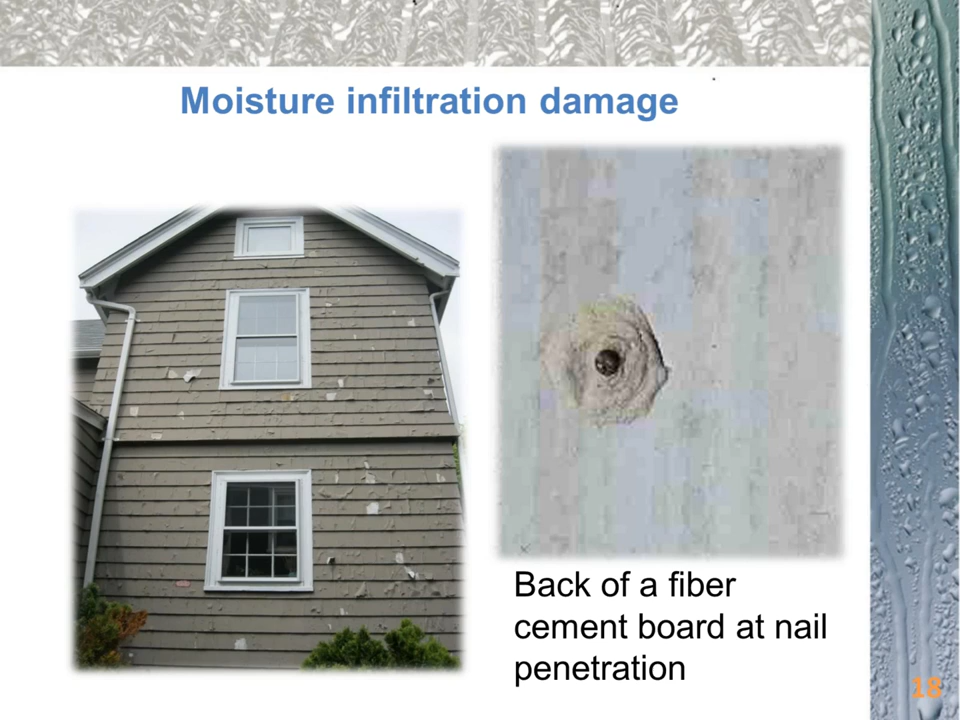 Moisture infiltration damage
Back of a fiber
cement board at nail
penetration
18